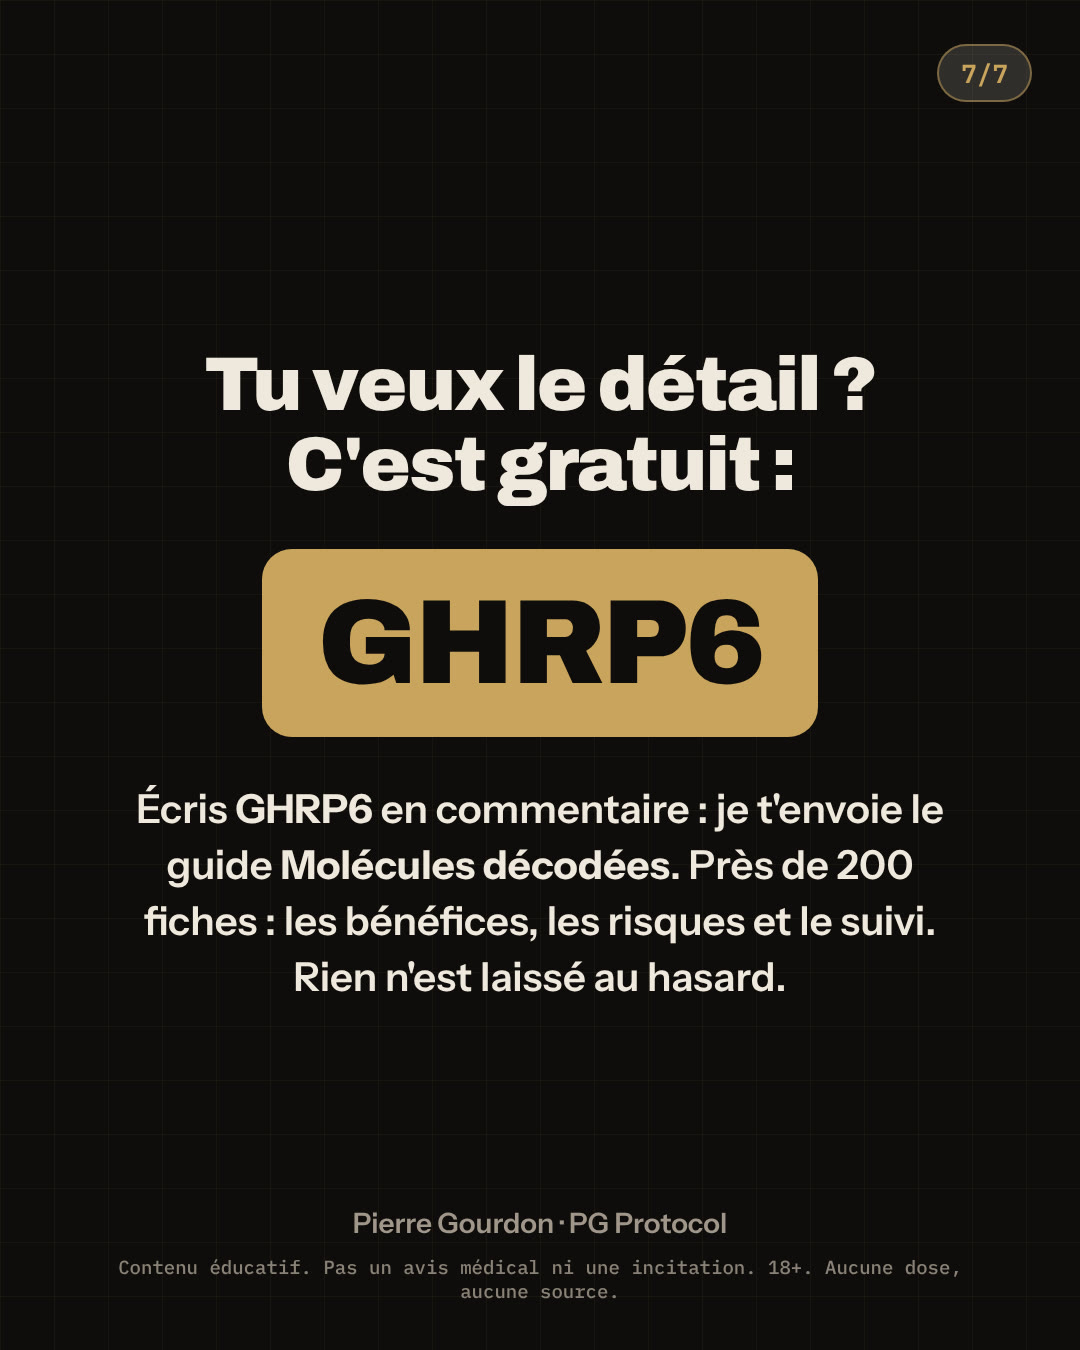 7/7
Tu veux le détail ?
C'est gratuit :
GHRP6
Écris GHRP6 en commentaire : je t'envoie le
guide Molécules décodées. Près de 200
fiches : les bénéfices, les risques et le suivi.
Rien n'est laissé au hasard.
Pierre Gourdon · PG Protocol
Contenu éducatif. Pas un avis médical ni une incitation. 18+. Aucune dose,
aucune source.